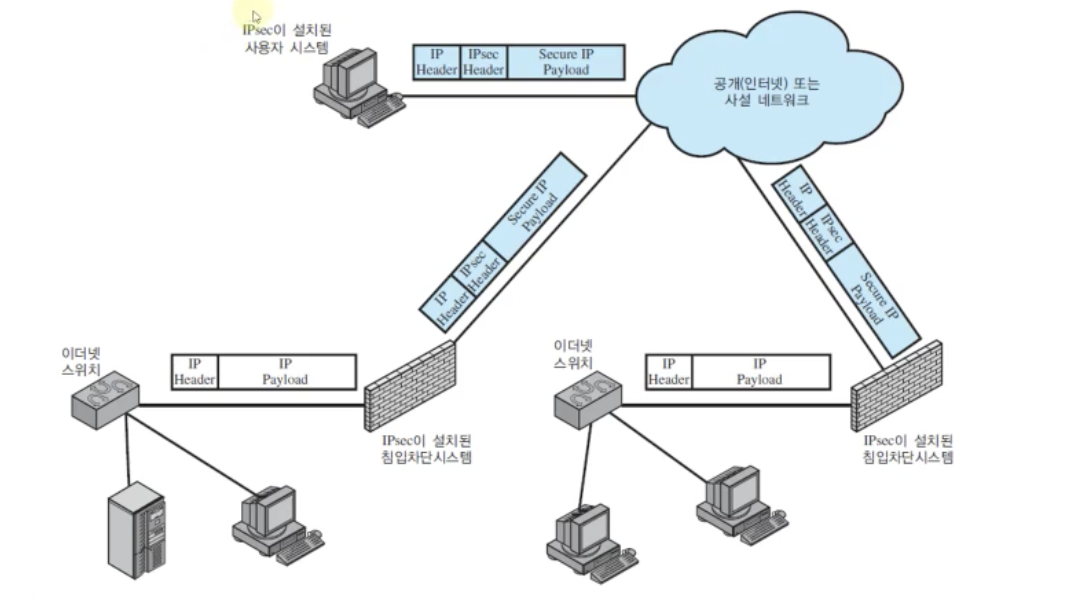 IPsec이 설치된
사용자 시스템
IP
Header
IPsec
Header
Secure IP
Payload
공개(인터넷) 또는
사설 네트워크
IP
Header
IPsec
Header
Secure IP
Payload
IP
Header
IPsec
Header
Secure IP
Payload
이더넷
스위치
IP
Header
IP
Payload
IPsec이 설치된
침입차단시스템
이더넷
스위치
IP
Header
IP
Payload
IPsec이 설치된
침입차단시스템